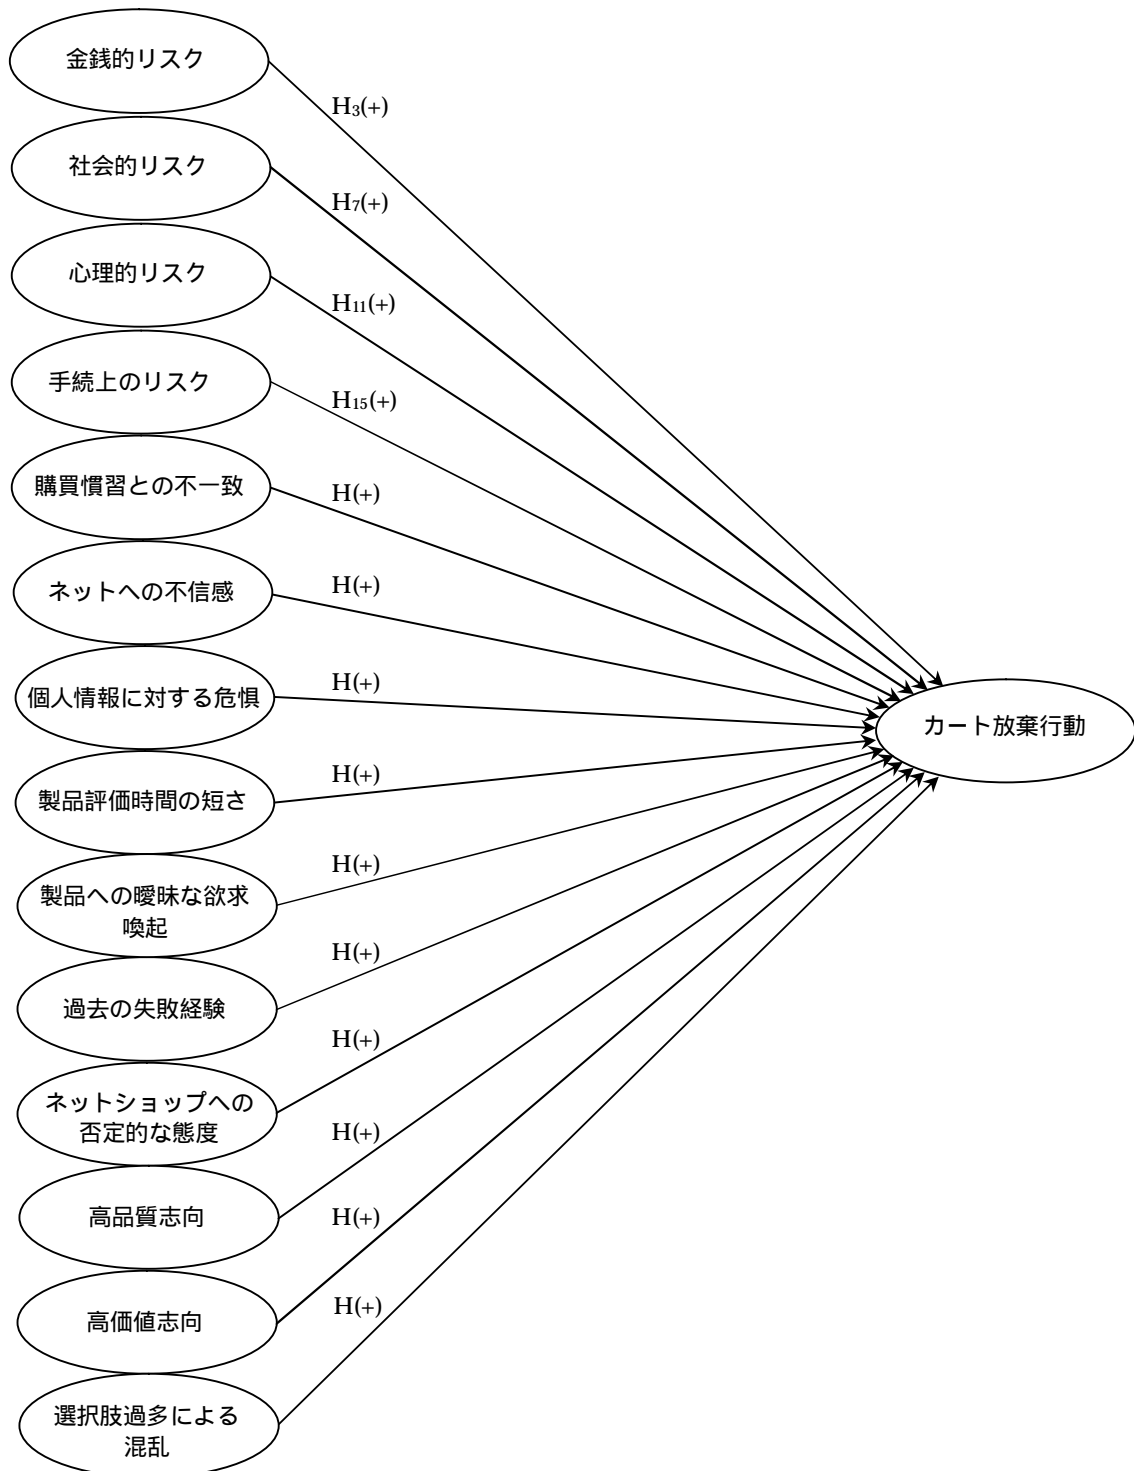 金銭的リスク
H₃(+)
社会的リスク
H₇(+)
心理的リスク
H₁₁(+)
手続上のリスク
H₁₅(+)
購買慣習との不一致
H(+)
ネットへの不信感
H(+)
個人情報に対する危惧
H(+)
カート放棄行動
製品評価時間の短さ
H(+)
製品への曖昧な欲求
喚起
H(+)
過去の失敗経験
H(+)
ネットショップへの
否定的な態度
H(+)
高品質志向
H(+)
高価値志向
H(+)
選択肢過多による
混乱
H(+)